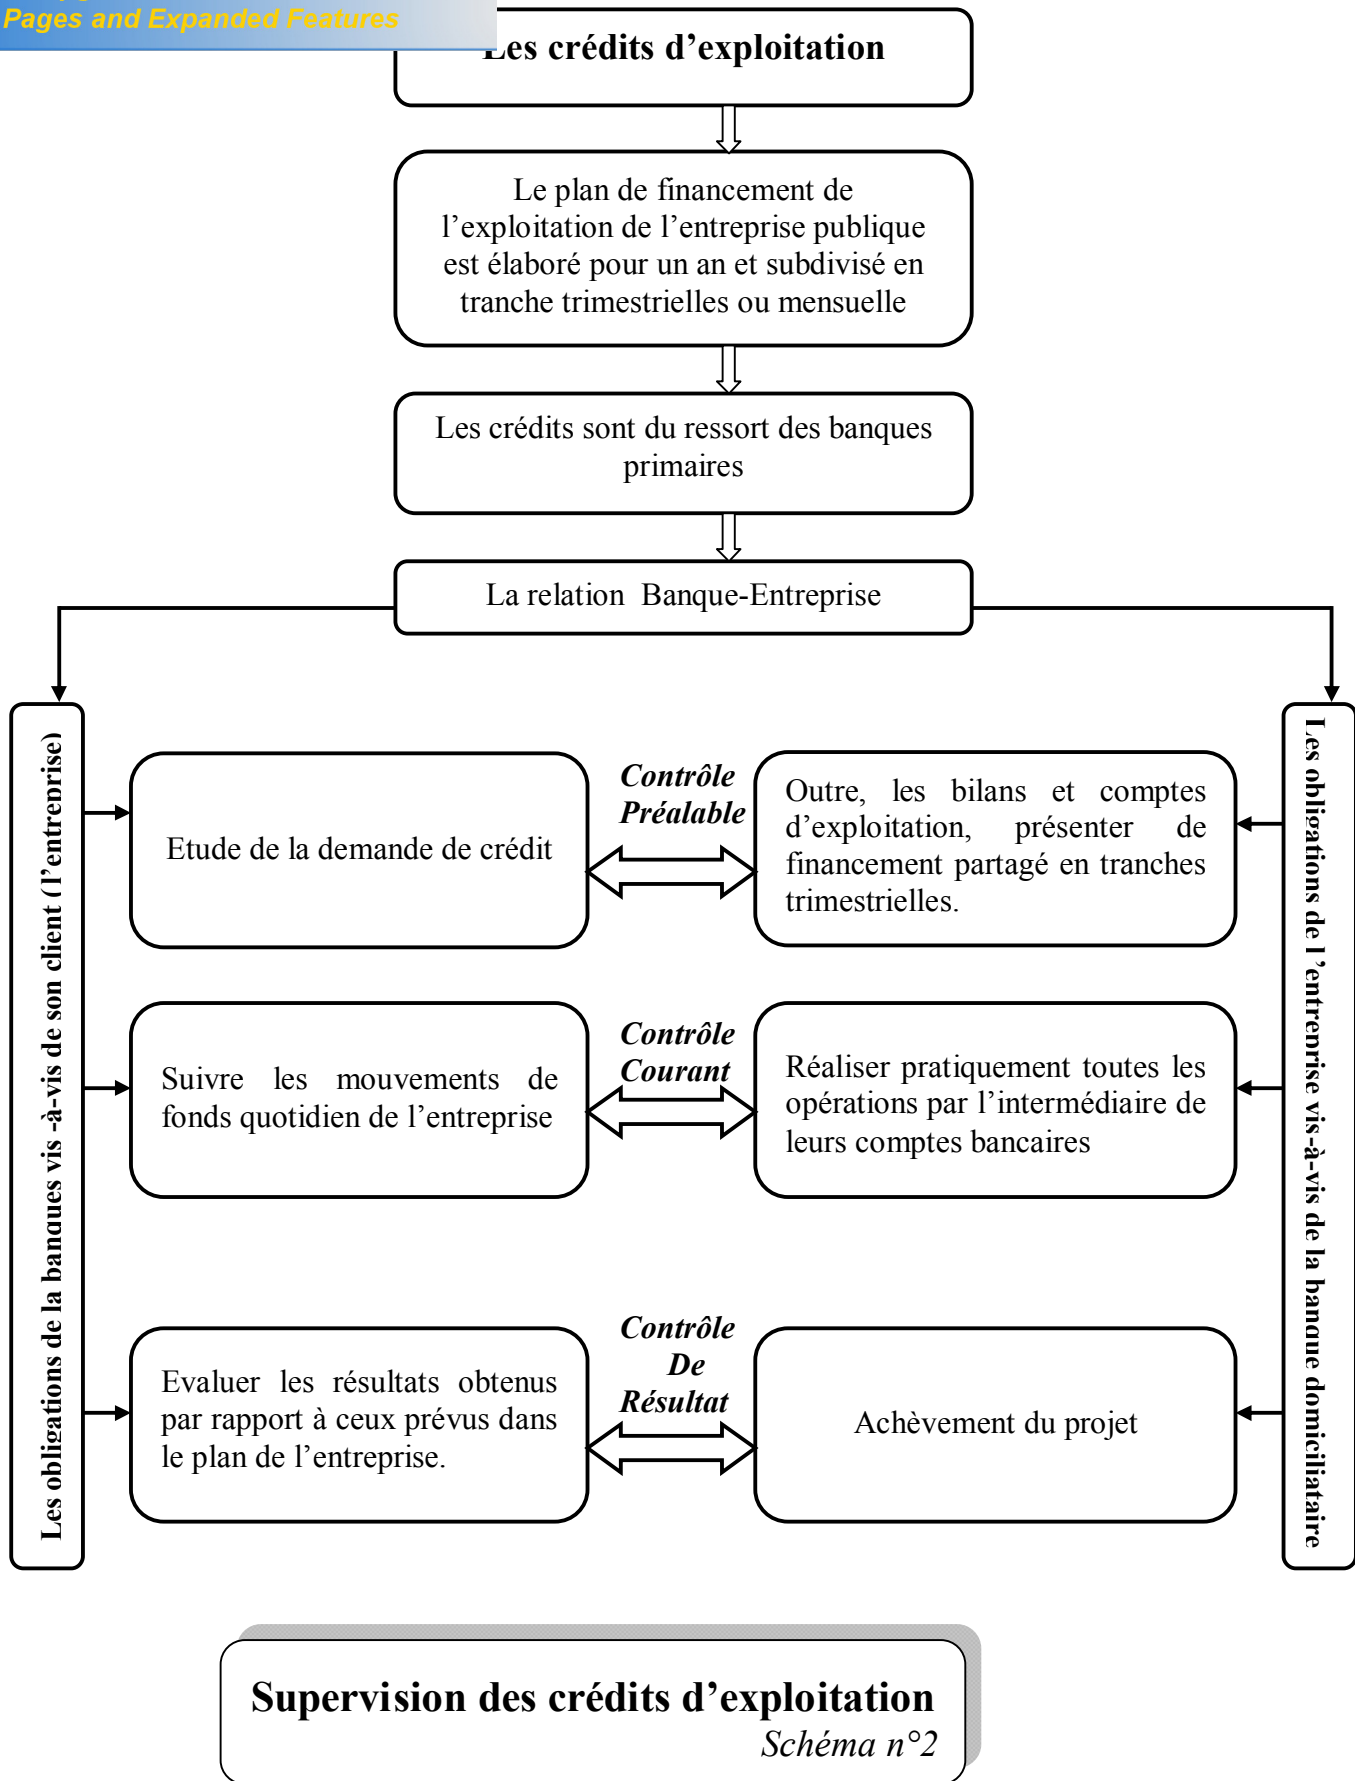 Pages and Expanded Features
Les crédits d’exploitation
Le plan de financement de
l’exploitation de l’entreprise publique
est élaboré pour un an et subdivisé en
tranche trimestrielles ou mensuelle
Les crédits sont du ressort des banques
primaires
La relation Banque-Entreprise
Les obligations de la banques vis -à-vis de son client (l’entreprise)
Etude de la demande de crédit
Contrôle
Préalable
Outre, les bilans et comptes
d’exploitation, présenter de
financement partagé en tranches
trimestrielles.
Suivre les mouvements de
fonds quotidien de l’entreprise
Contrôle
Courant
Réaliser pratiquement toutes les
opérations par l’intermédiaire de
leurs comptes bancaires
Evaluer les résultats obtenus
par rapport à ceux prévus dans
le plan de l’entreprise.
Contrôle
De
Résultat
Achèvement du projet
Les obligations de l’entreprise vis-à-vis de la banque domiciliataire
Supervision des crédits d’exploitation
Schéma n°2